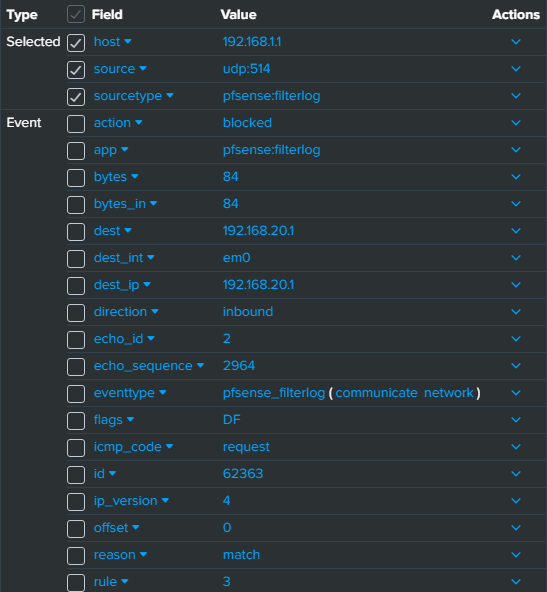 Type Field Value Actions
Selected host 192.168.1.1
source udp:514
sourcetype pfsense:filterlog
Event action blocked
app pfsense:filterlog
bytes 84
bytes_in 84
dest 192.168.20.1
dest_int em0
dest_ip 192.168.20.1
direction inbound
echo_id 2
echo_sequence 2964
eventtype pfsense_filterlog ( communicate network )
flags DF
icmp_code request
id 62363
ip_version 4
offset 0
reason match
rule 3